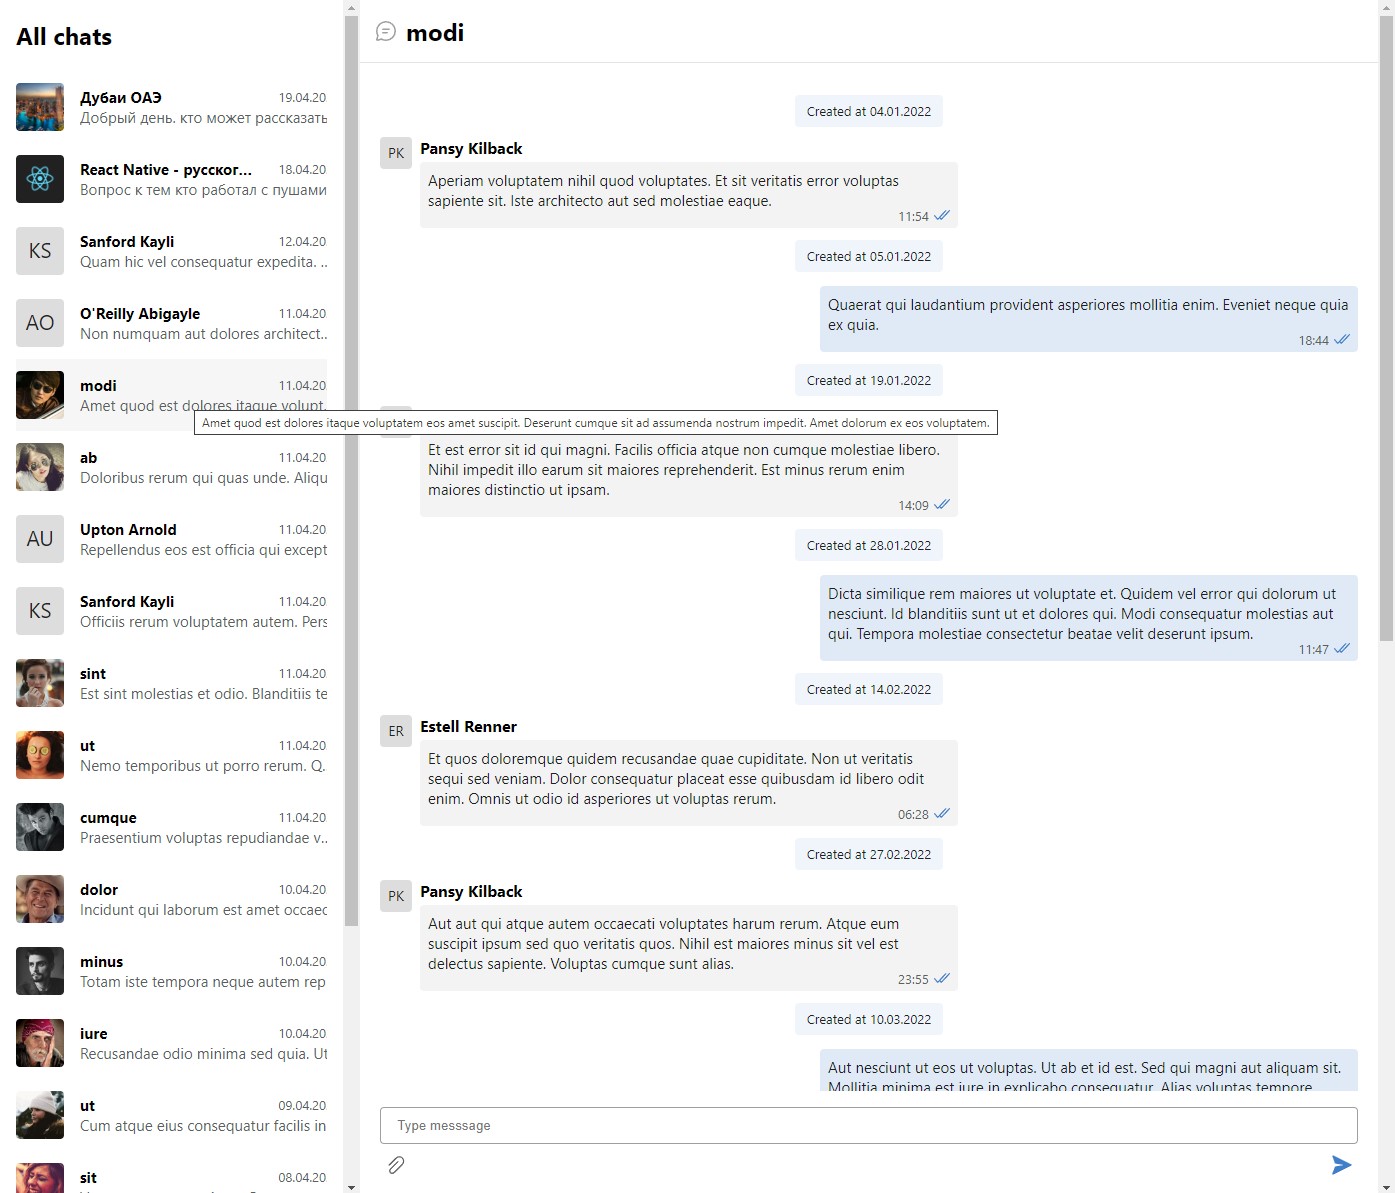 All chats
Дубаи ОАЭ 19.04.20
Добрый день. кто может рассказать
React Native - русског... 18.04.20
Вопрос к тем кто работал с пушами
KS
Sanford Kayli 12.04.20
Quam hic vel consequatur expedita. ..
AO
O'Reilly Abigayle 11.04.20
Non numquam aut dolores architect..
modi 11.04.20
Amet quod est dolores itaque volupt.
ab 11.04.20
Doloribus rerum qui quas unde. Aliqu
AU
Upton Arnold 11.04.20
Repellendus eos est officia qui except
KS
Sanford Kayli 11.04.20
Officiis rerum voluptatem autem. Pers
sint 11.04.20
Est sint molestias et odio. Blanditiis te
ut 11.04.20
Nemo temporibus ut porro rerum. Q.
cumque 11.04.20
Praesentium voluptas repudiandae v..
dolor 10.04.20
Incidunt qui laborum est amet occaec
minus 10.04.20
Totam iste tempora neque autem rep
iure 10.04.20
Recusandae odio minima sed quia. Ut
ut 09.04.20
Cum atque eius consequatur facilis in
sit 08.04.20
modi
Created at 04.01.2022
PK
Pansy Kilback
Aperiam voluptatem nihil quod voluptates. Et sit veritatis error voluptas
sapiente sit. Iste architecto aut sed molestiae eaque.
11:54
Created at 05.01.2022
Quaerat qui laudantium provident asperiores mollitia enim. Eveniet neque quia
ex quia.
18:44
Created at 19.01.2022
Amet quod est dolores itaque voluptatem eos amet suscipit. Deserunt cumque sit ad assumenda nostrum impedit. Amet dolorum ex eos voluptatem.
Et est error sit id qui magni. Facilis officia atque non cumque molestiae libero.
Nihil impedit illo earum sit maiores reprehenderit. Est minus rerum enim
maiores distinctio ut ipsam.
14:09
Created at 28.01.2022
Dicta similique rem maiores ut voluptate et. Quidem vel error qui dolorum ut
nesciunt. Id blanditiis sunt ut et dolores qui. Modi consequatur molestias aut
qui. Tempora molestiae consectetur beatae velit deserunt ipsum.
11:47
Created at 14.02.2022
ER
Estell Renner
Et quos doloremque quidem recusandae quae cupiditate. Non ut veritatis
sequi sed veniam. Dolor consequatur placeat esse quibusdam id libero odit
enim. Omnis ut odio id asperiores ut voluptas rerum.
06:28
Created at 27.02.2022
PK
Pansy Kilback
Aut aut qui atque autem occaecati voluptates harum rerum. Atque eum
suscipit ipsum sed quo veritatis quos. Nihil est maiores minus sit vel est
delectus sapiente. Voluptas cumque sunt alias.
23:55
Created at 10.03.2022
Aut nesciunt ut eos ut voluptas. Ut ab et id est. Sed qui magni aut aliquam sit.
Mollitia minima est iure in explicabo consequatur. Alias voluptas tempore
Type messsage